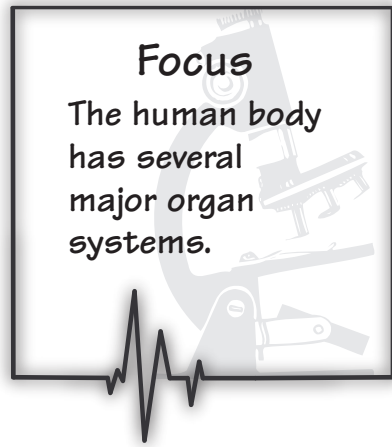 Focus
The human body
has several
major organ
systems.